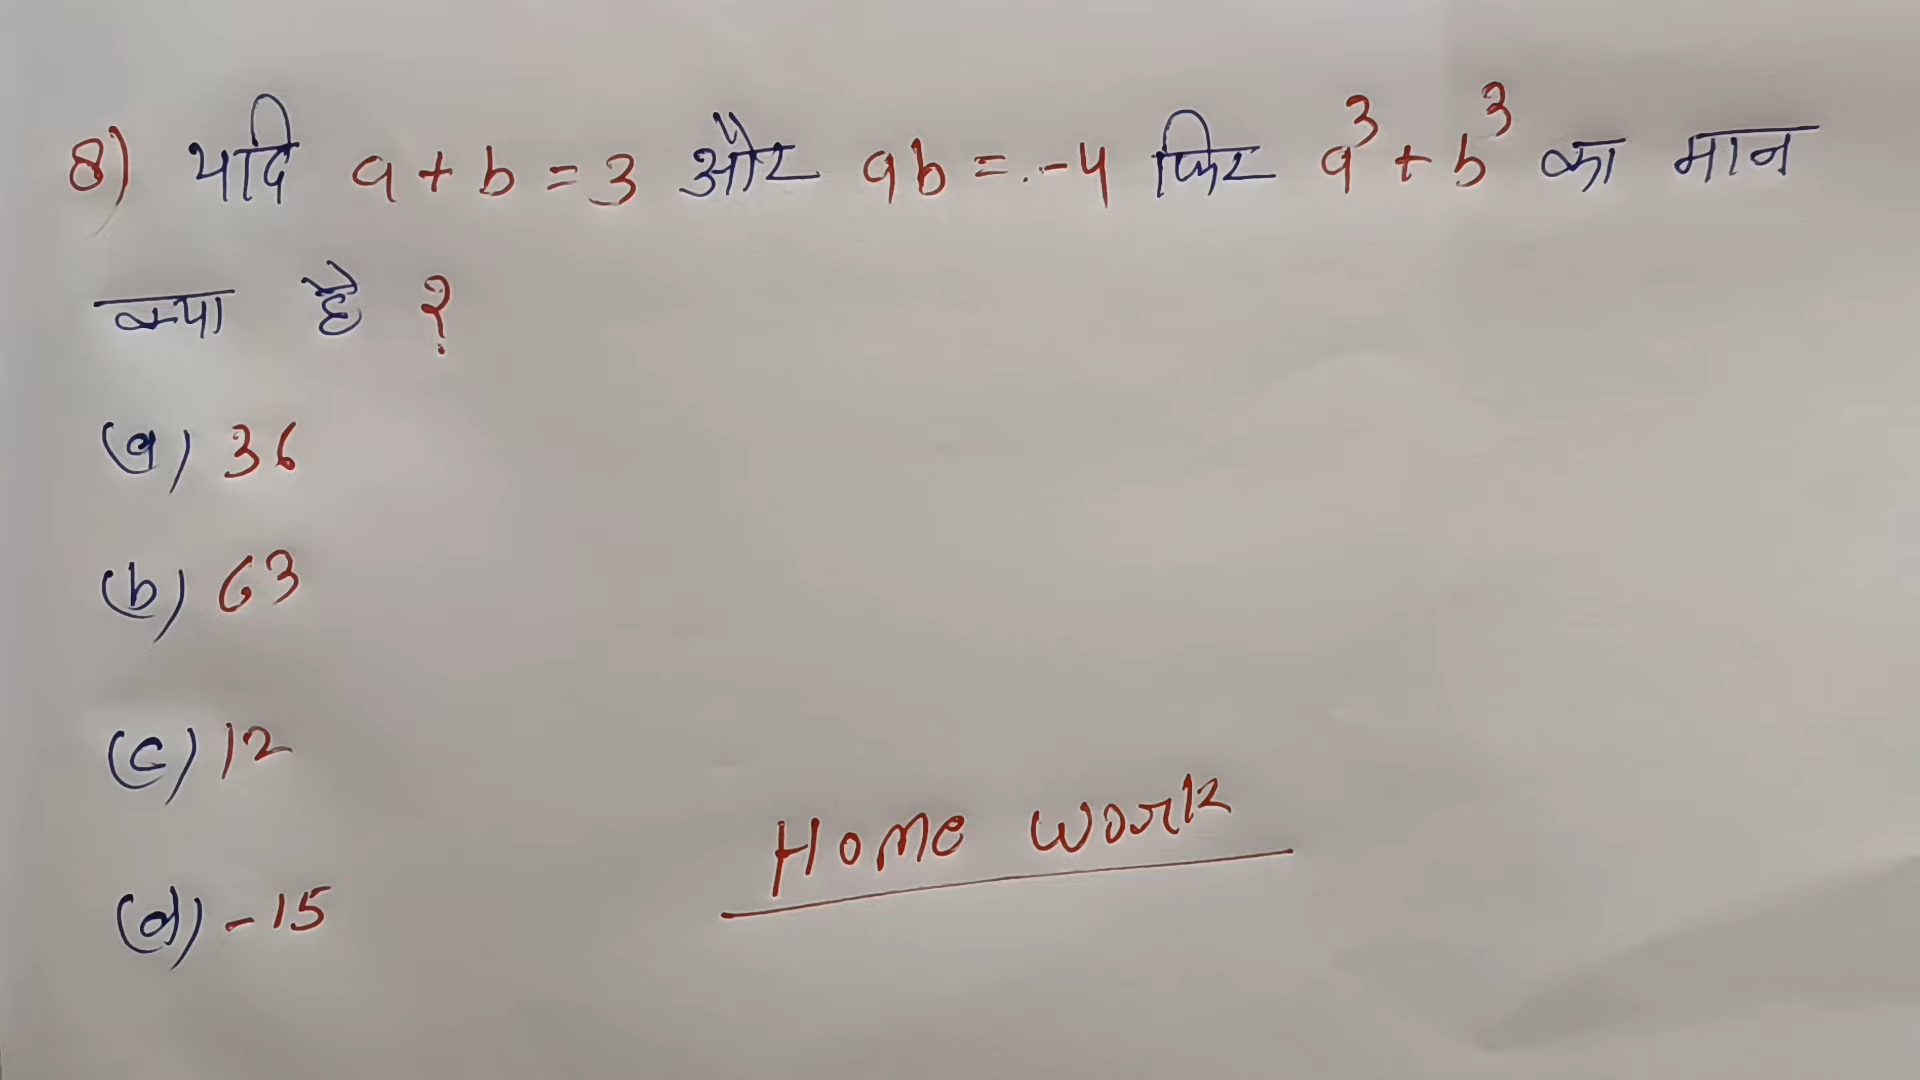 8) यदि a + b = 3 और ab = -4 फिर a³ + b³ का मान
क्या है ?
(a) 36
(b) 63
(c) 12
(d) -15
Home work